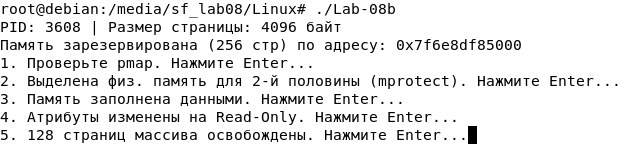 root@debian:/media/sf_lab08/Linux# ./Lab-08b
PID: 3608 | Размер страницы: 4096 байт
Память зарезервирована (256 стр) по адресу: 0x7f6e8df85000
1. Проверьте pmap. Нажмите Enter...
2. Выделена физ. память для 2-й половины (mprotect). Нажмите Enter...
3. Память заполнена данными. Нажмите Enter...
4. Атрибуты изменены на Read-Only. Нажмите Enter...
5. 128 страниц массива освобождены. Нажмите Enter...